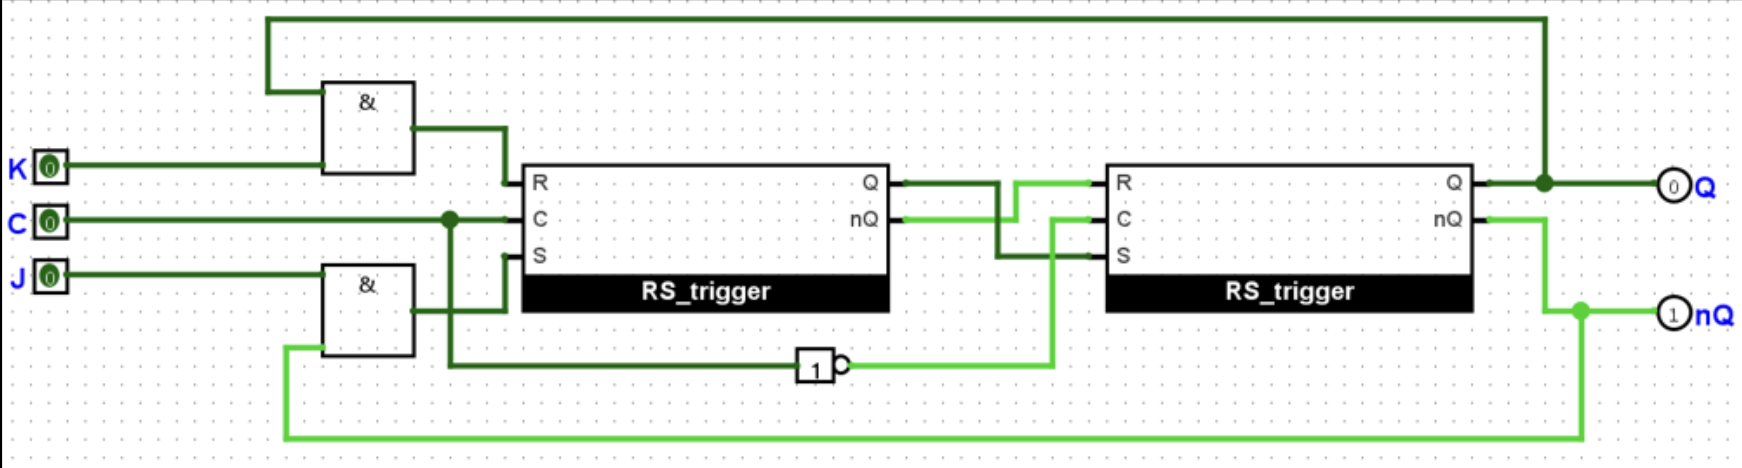 &
K 0
R Q R Q 0 Q
C 0
C nQ C nQ
J 0
& S S
RS_trigger RS_trigger
1 nQ
1